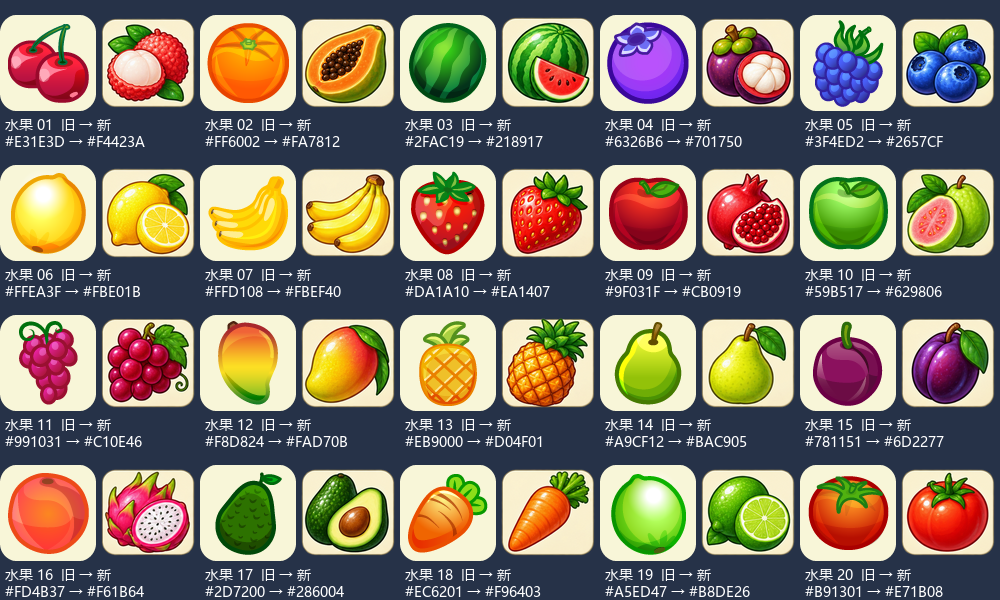 水果 01 旧 → 新
#E31E3D → #F4423A
水果 02 旧 → 新
#FF6002 → #FA7812
水果 03 旧 → 新
#2FAC19 → #218917
水果 04 旧 → 新
#6326B6 → #701750
水果 05 旧 → 新
#3F4ED2 → #2657CF
水果 06 旧 → 新
#FFEA3F → #FBE01B
水果 07 旧 → 新
#FFD108 → #FBEF40
水果 08 旧 → 新
#DA1A10 → #EA1407
水果 09 旧 → 新
#9F031F → #CB0919
水果 10 旧 → 新
#59B517 → #629806
水果 11 旧 → 新
#991031 → #C10E46
水果 12 旧 → 新
#F8D824 → #FAD70B
水果 13 旧 → 新
#EB9000 → #D04F01
水果 14 旧 → 新
#A9CF12 → #BAC905
水果 15 旧 → 新
#781151 → #6D2277
水果 16 旧 → 新
#FD4B37 → #F61B64
水果 17 旧 → 新
#2D7200 → #286004
水果 18 旧 → 新
#EC6201 → #F96403
水果 19 旧 → 新
#A5ED47 → #B8DE26
水果 20 旧 → 新
#B91301 → #E71B08